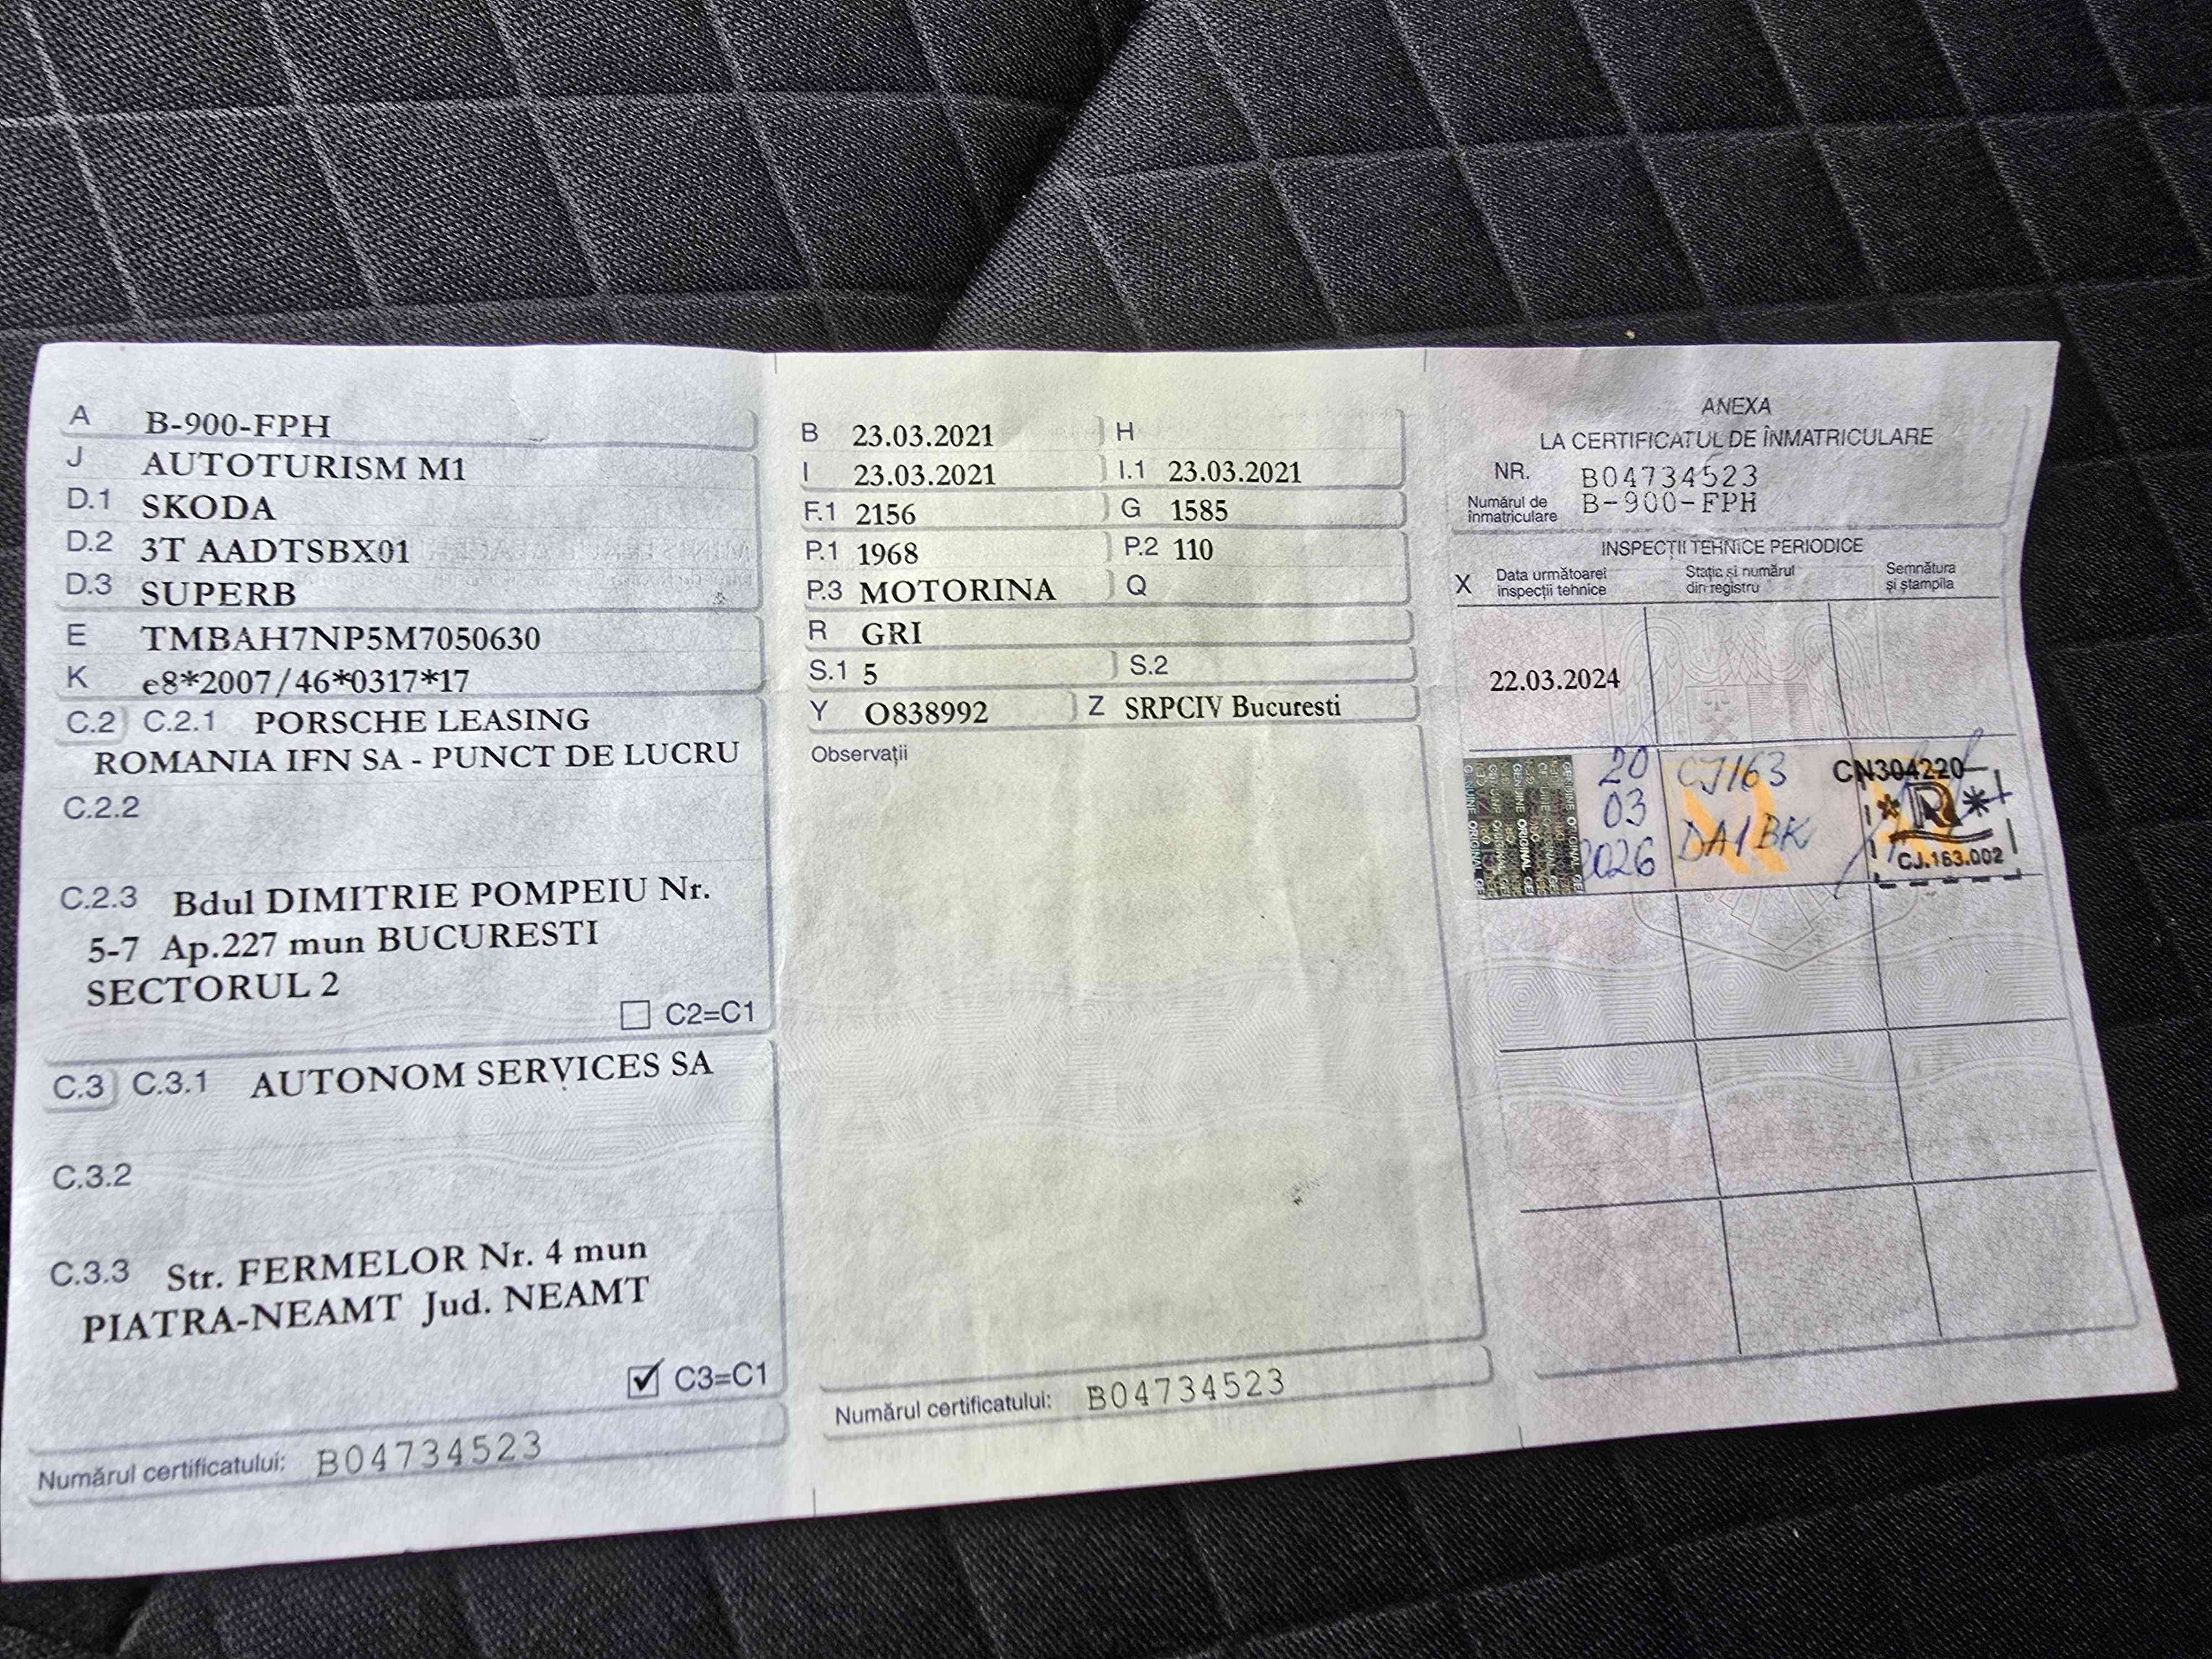 A B-900-FPH
J AUTOTURISM M1
D.1 SKODA
D.2 3T AADTSBX01
D.3 SUPERB
E TMBAH7NP5M7050630
K e8*2007/46*0317*17
C.2 C.2.1 PORSCHE LEASING
ROMANIA IFN SA - PUNCT DE LUCRU
C.2.2
C.2.3 Bdul DIMITRIE POMPEIU Nr.
5-7 Ap.227 mun BUCURESTI
SECTORUL 2
C2=C1
C.3 C.3.1 AUTONOM SERVICES SA
C.3.2
C.3.3 Str. FERMELOR Nr. 4 mun
PIATRA-NEAMT Jud. NEAMT
C3=C1
Numărul certificatului: B04734523
B 23.03.2021 H
I 23.03.2021 I.1 23.03.2021
F.1 2156 G 1585
P.1 1968 P.2 110
P.3 MOTORINA Q
R GRI
S.1 5 S.2
Y O838992 Z SRPCIV Bucuresti
Observații
Numărul certificatului: B04734523
ANEXA
LA CERTIFICATUL DE ÎNMATRICULARE
NR. B04734523
Numărul de înmatriculare B-900-FPH
INSPECȚII TEHNICE PERIODICE
X Data următoarei inspecții tehnice Stația și numărul din registru Semnătura și ștampila
22.03.2024
20 CJ163 CN304220
03
2026 DA1BK
CJ.163.002